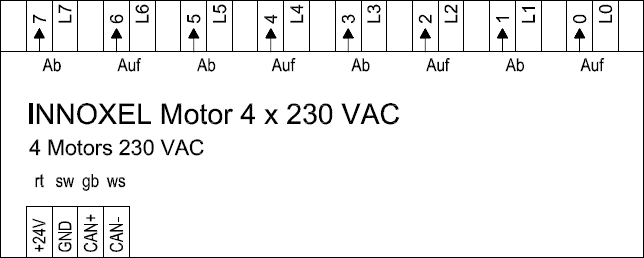 7 L7 6 L6 5 L5 4 L4 3 L3 2 L2 1 L1 0 L0
Ab Auf Ab Auf Ab Auf Ab Auf
INNOXEL Motor 4 x 230 VAC
4 Motors 230 VAC
rt sw gb ws
+24V GND CAN+ CAN-